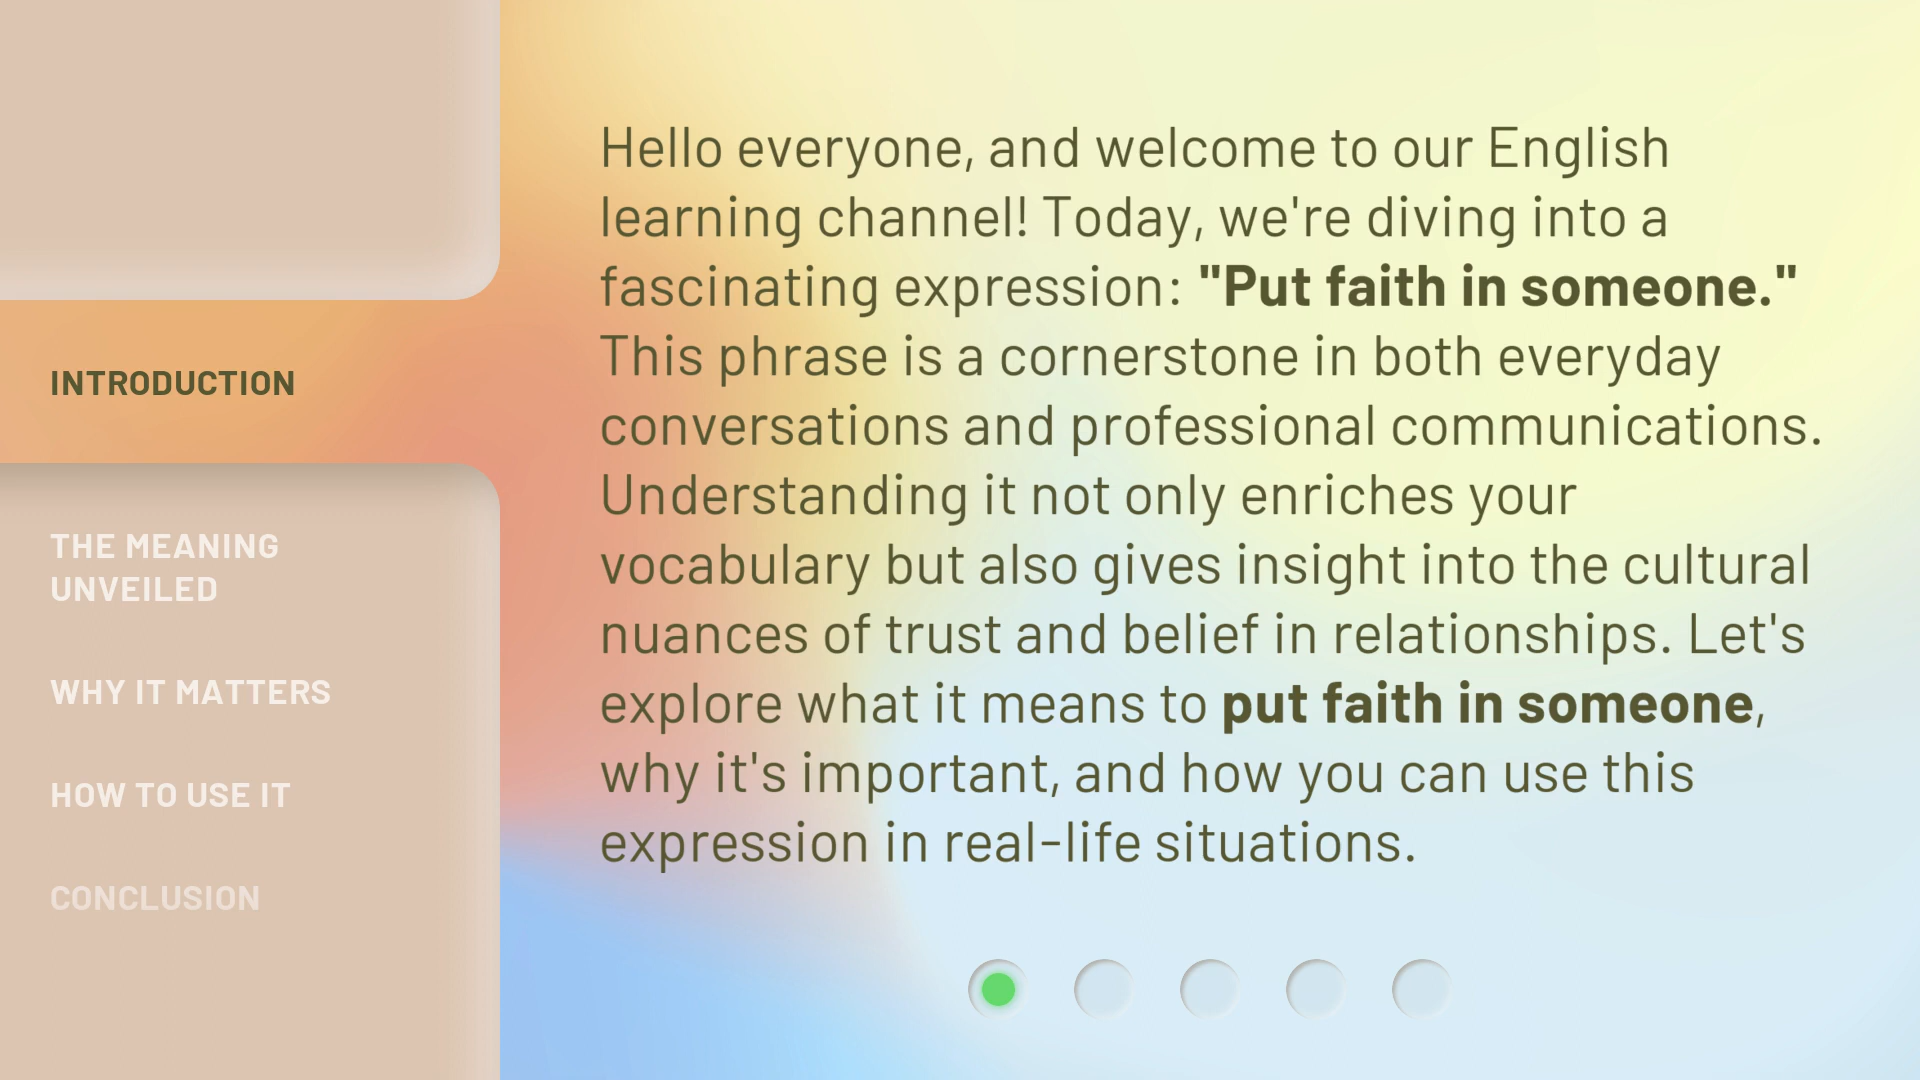 INTRODUCTION
THE MEANING
UNVEILED
WHY IT MATTERS
HOW TO USE IT
CONCLUSION
Hello everyone, and welcome to our English
learning channel! Today, we're diving into a
fascinating expression: "Put faith in someone."
This phrase is a cornerstone in both everyday
conversations and professional communications.
Understanding it not only enriches your
vocabulary but also gives insight into the cultural
nuances of trust and belief in relationships. Let's
explore what it means to put faith in someone,
why it's important, and how you can use this
expression in real-life situations.